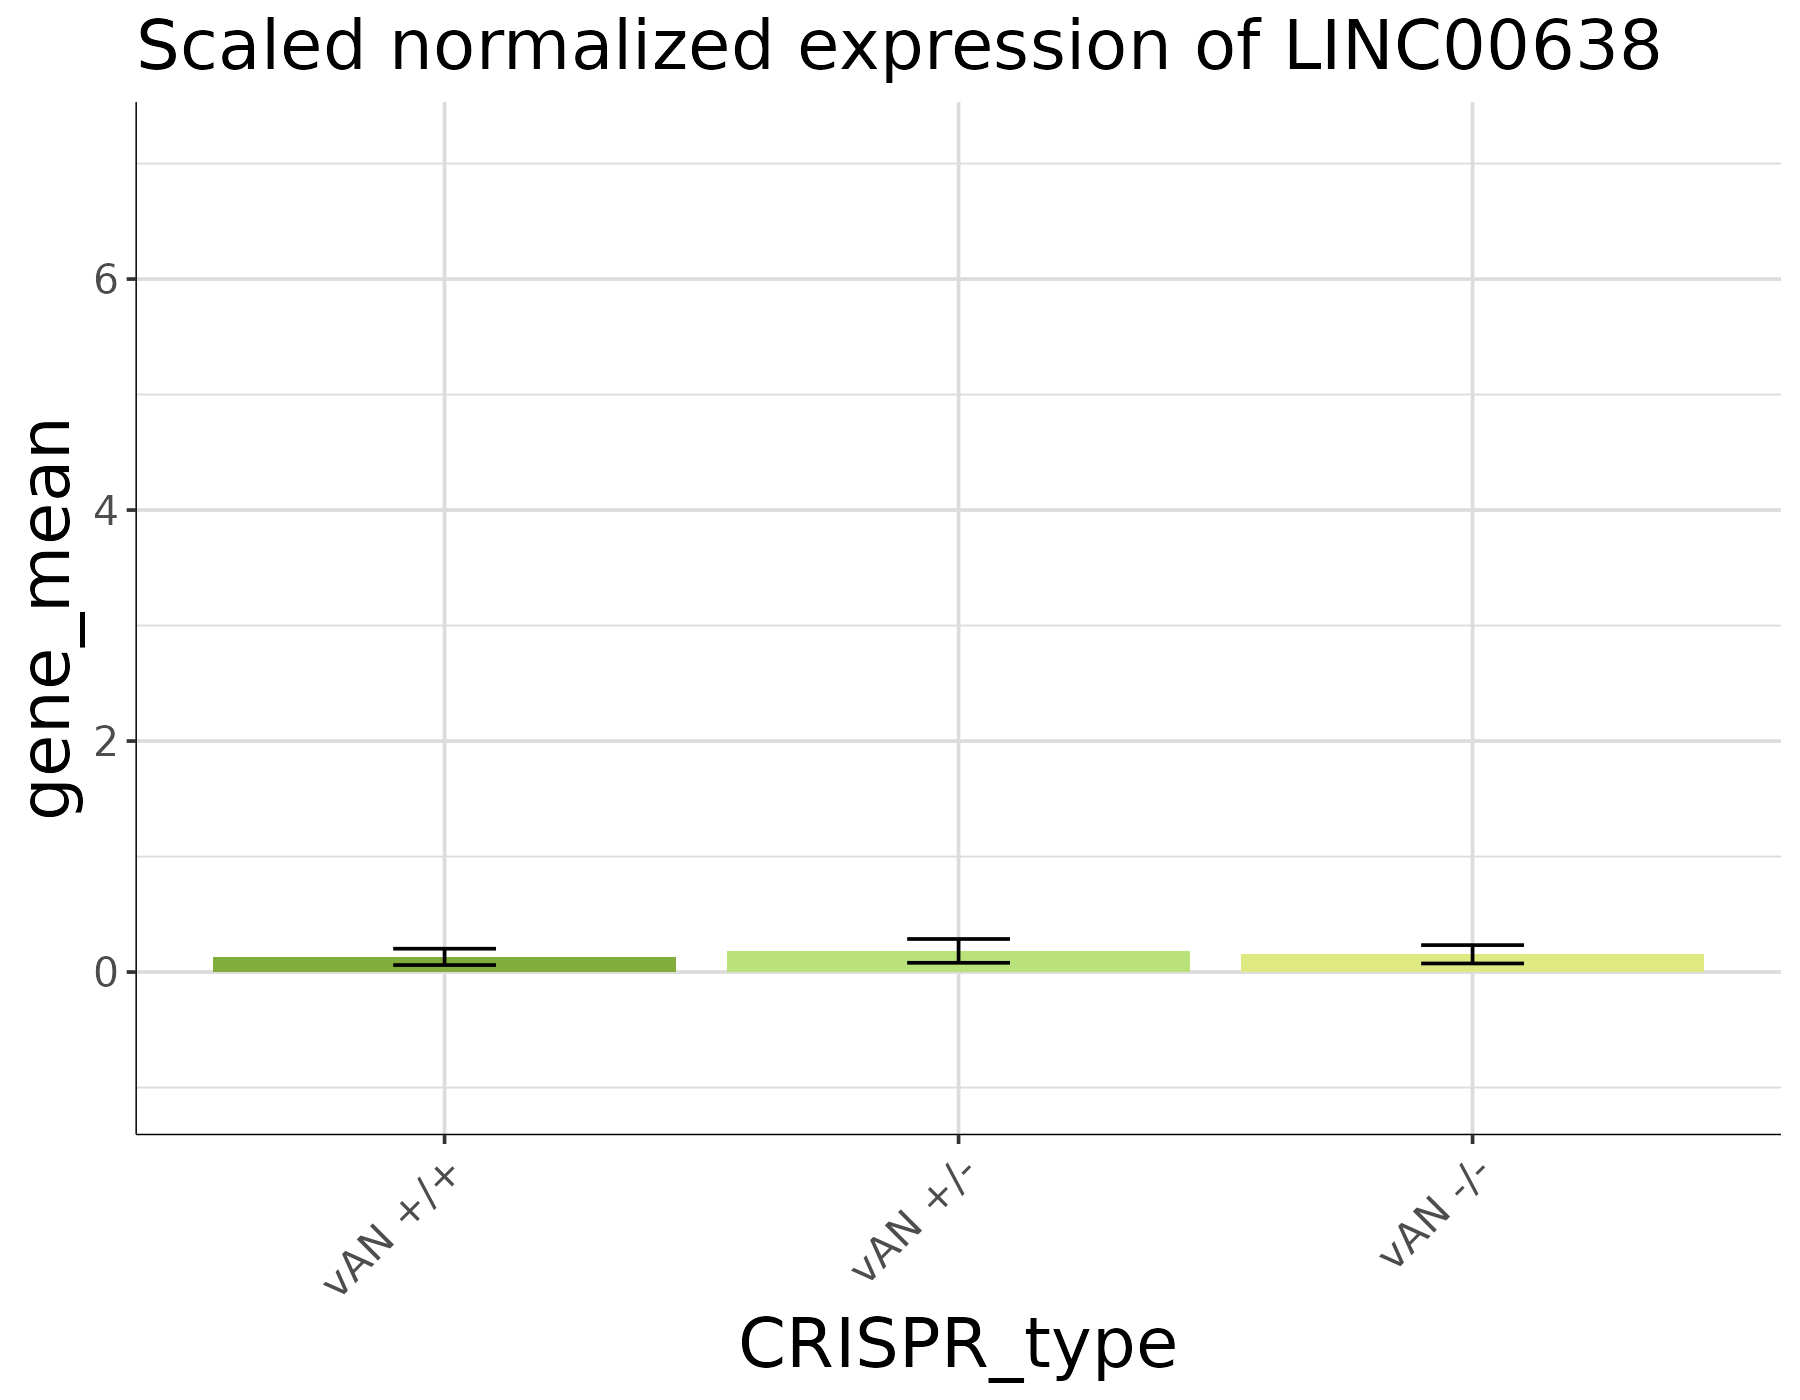 Scaled normalized expression of LINC00638
gene_mean
6
4
2
0
vAN +/+
vAN +/-
vAN -/-
CRISPR_type